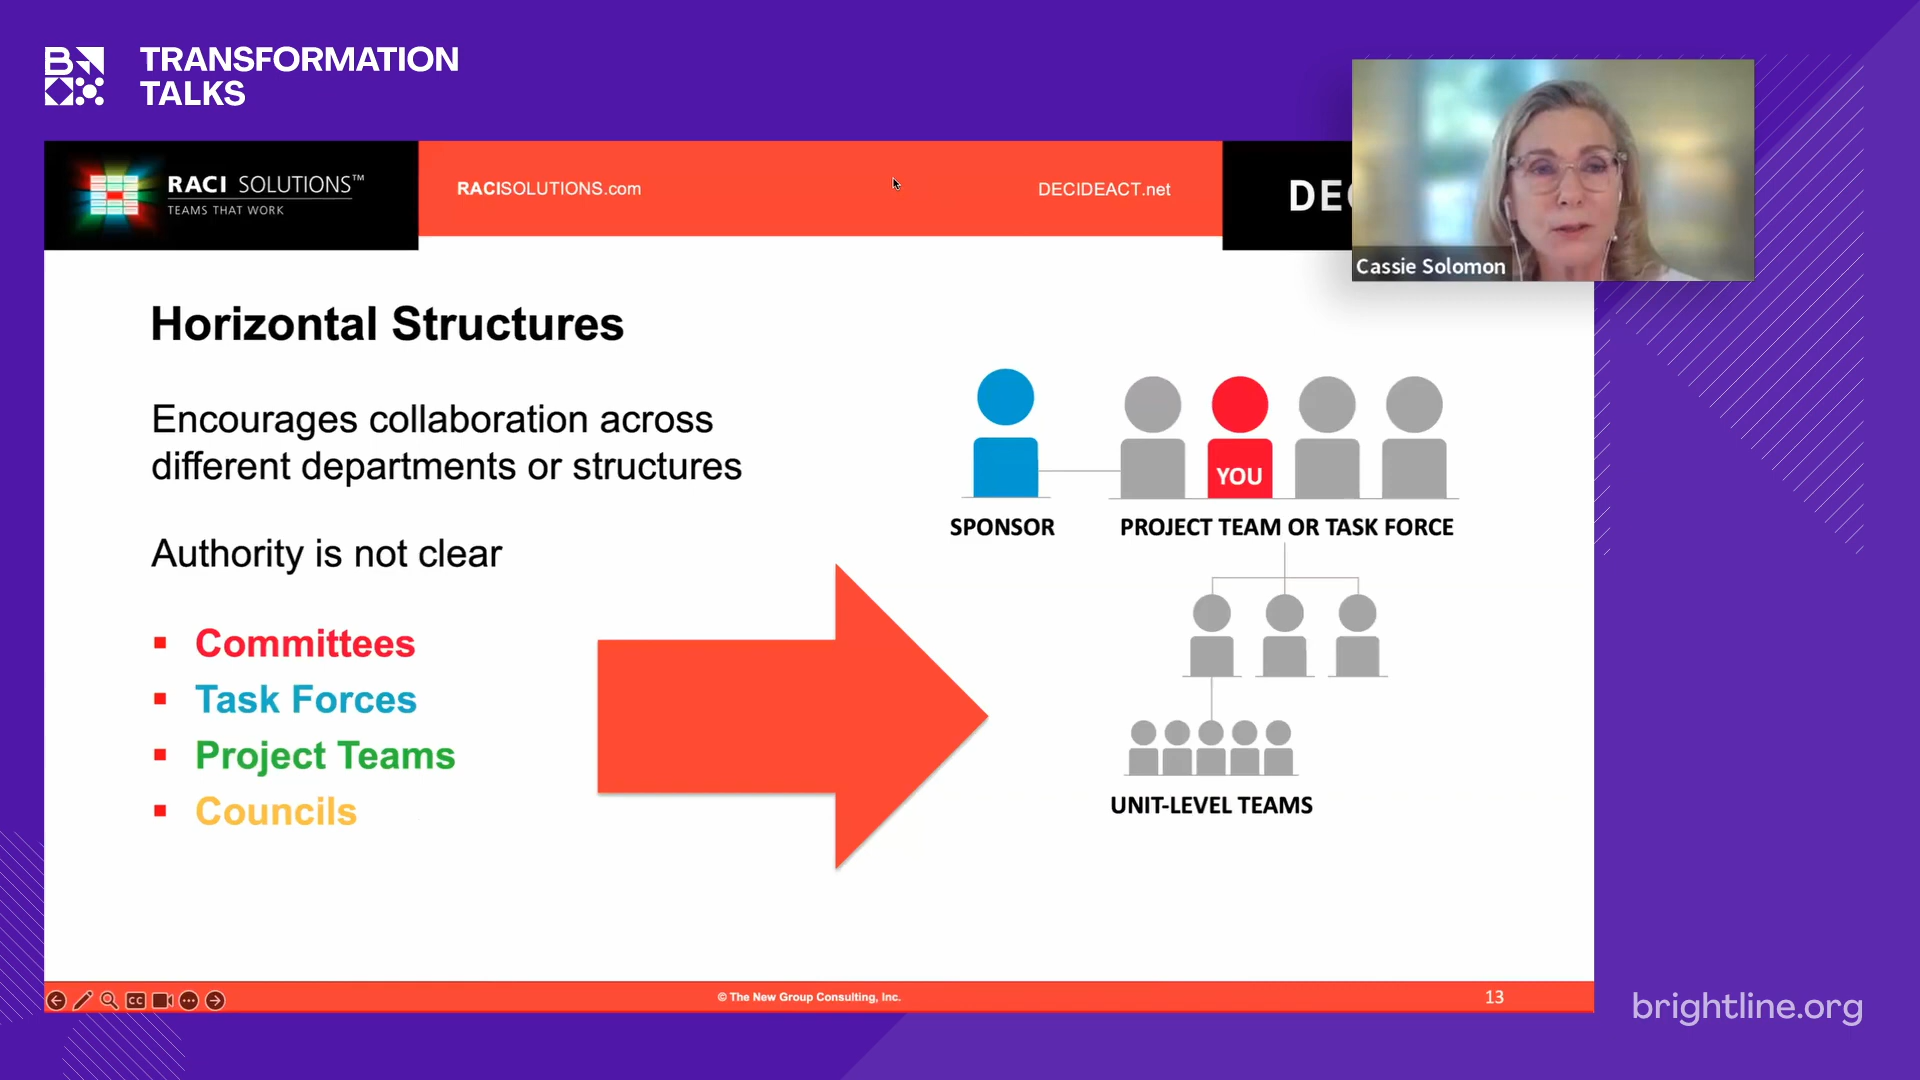 TRANSFORMATION
TALKS
RACI SOLUTIONS™
TEAMS THAT WORK
RACISOLUTIONS.com
DECIDEACT.net
Cassie Solomon
Horizontal Structures
Encourages collaboration across
different departments or structures
Authority is not clear
▪ Committees
▪ Task Forces
▪ Project Teams
▪ Councils
YOU
SPONSOR
PROJECT TEAM OR TASK FORCE
UNIT-LEVEL TEAMS
CC
© The New Group Consulting, Inc.
13
brightline.org